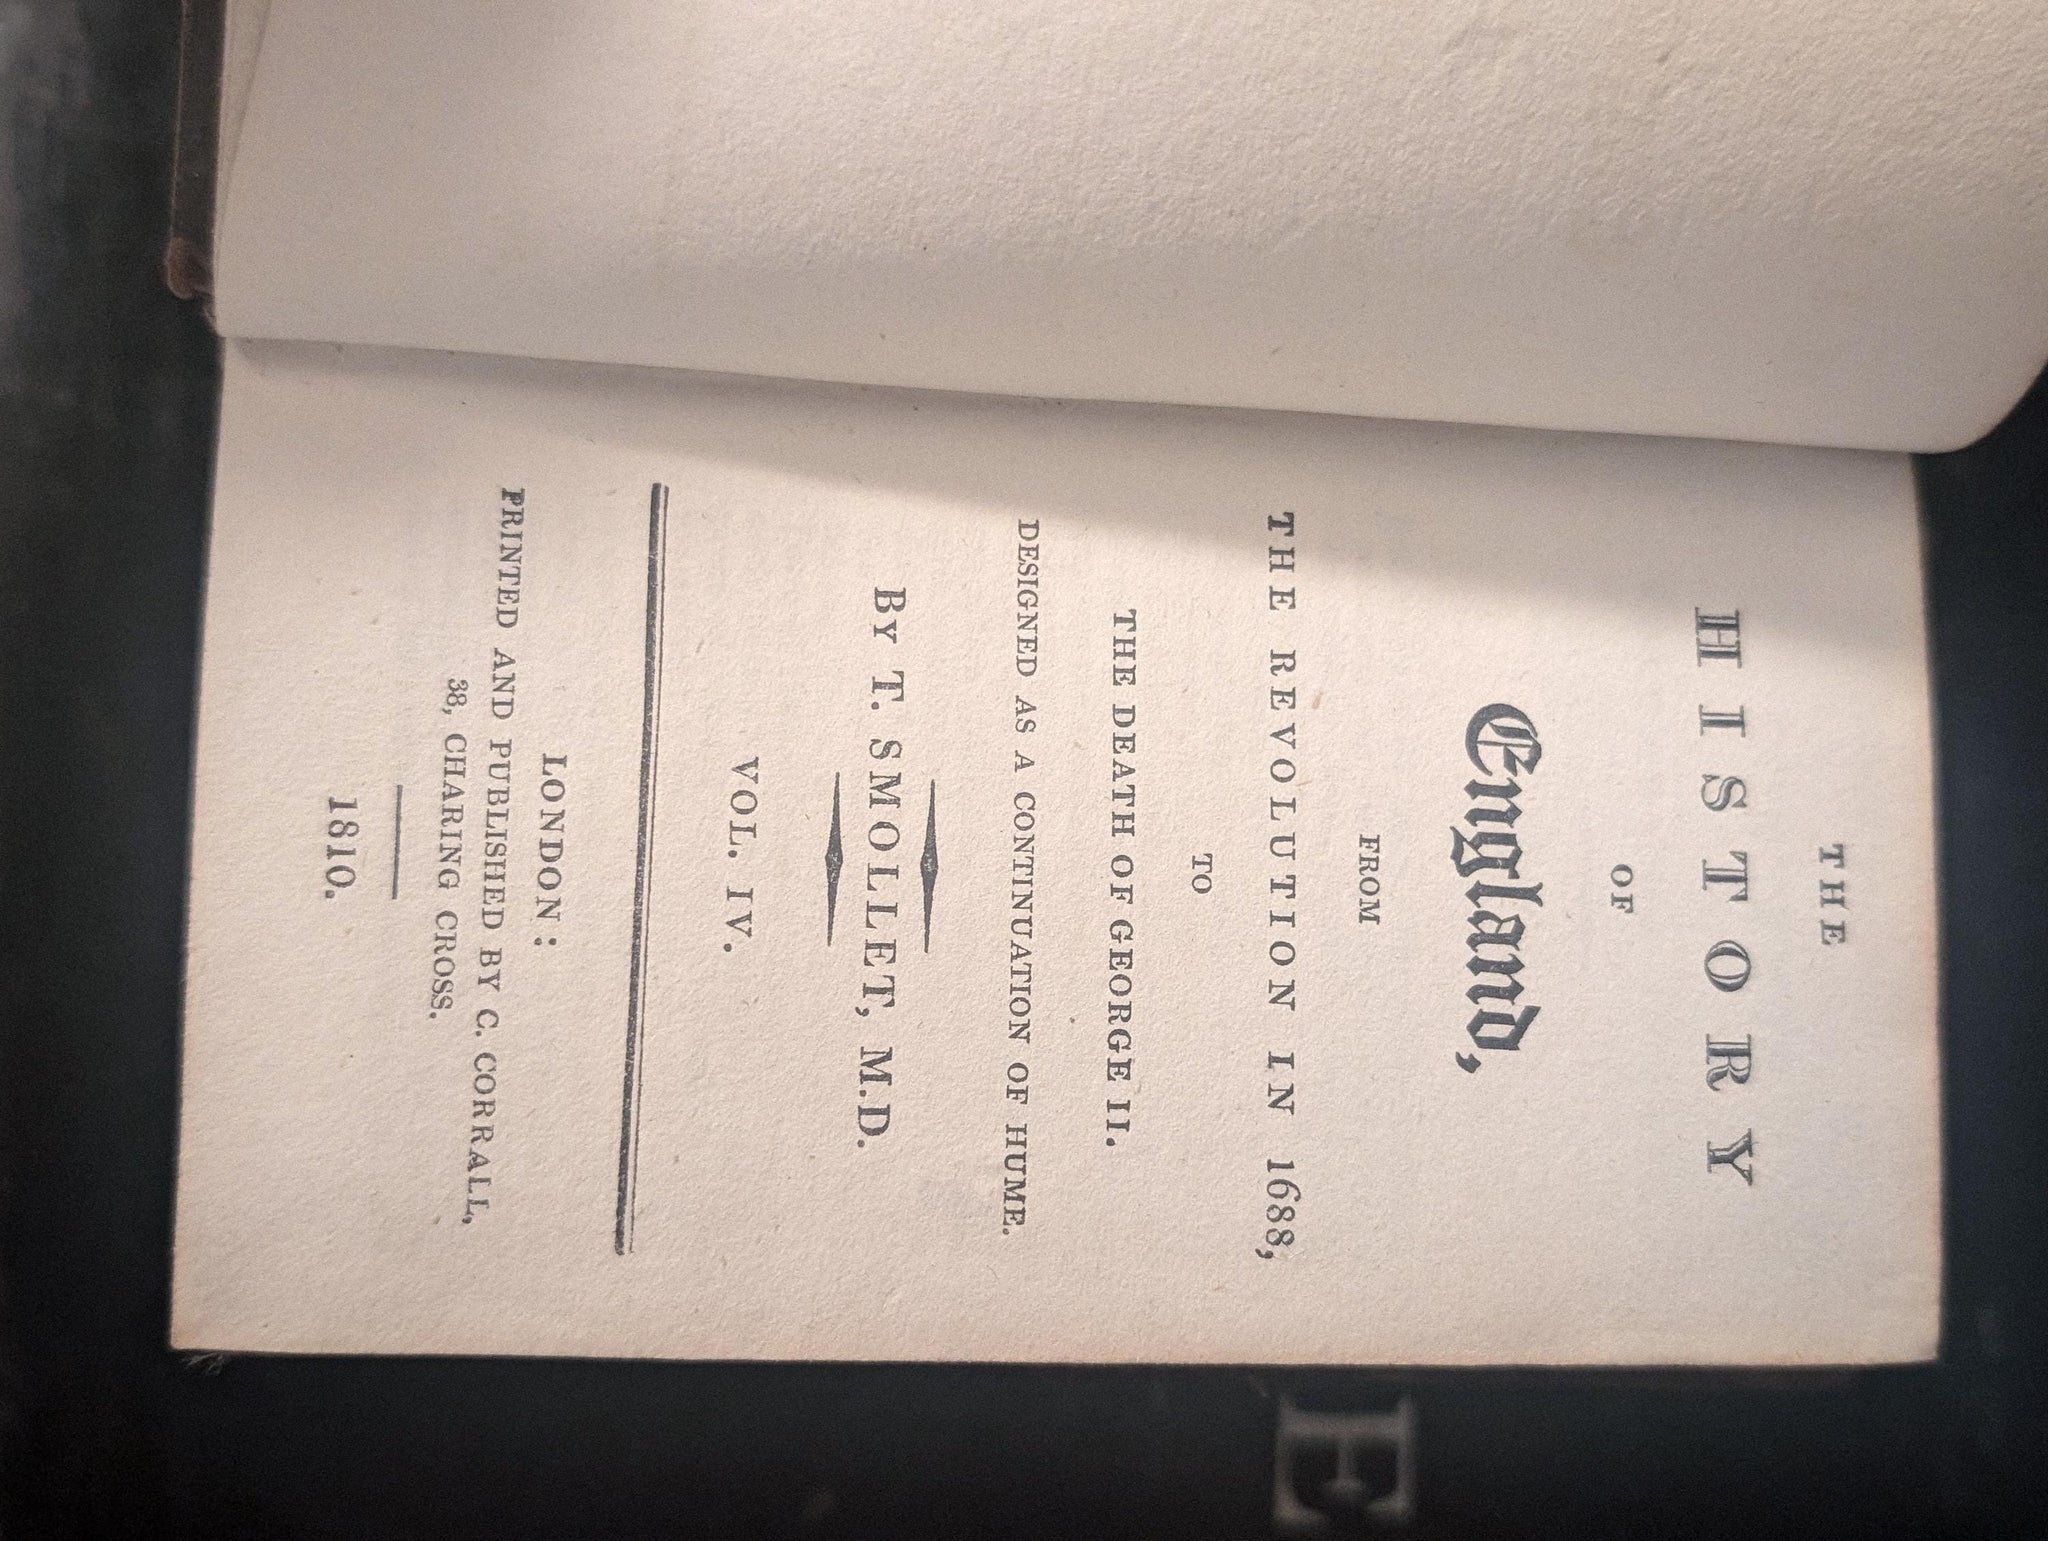 THE
HISTORY
OF
England,
FROM
THE REVOLUTION IN 1688,
TO
THE DEATH OF GEORGE II.
DESIGNED AS A CONTINUATION OF HUME.
BY T. SMOLLET, M.D.
VOL. IV.
LONDON:
PRINTED AND PUBLISHED BY C. CORRALL,
38, CHARING CROSS.
1810.
E